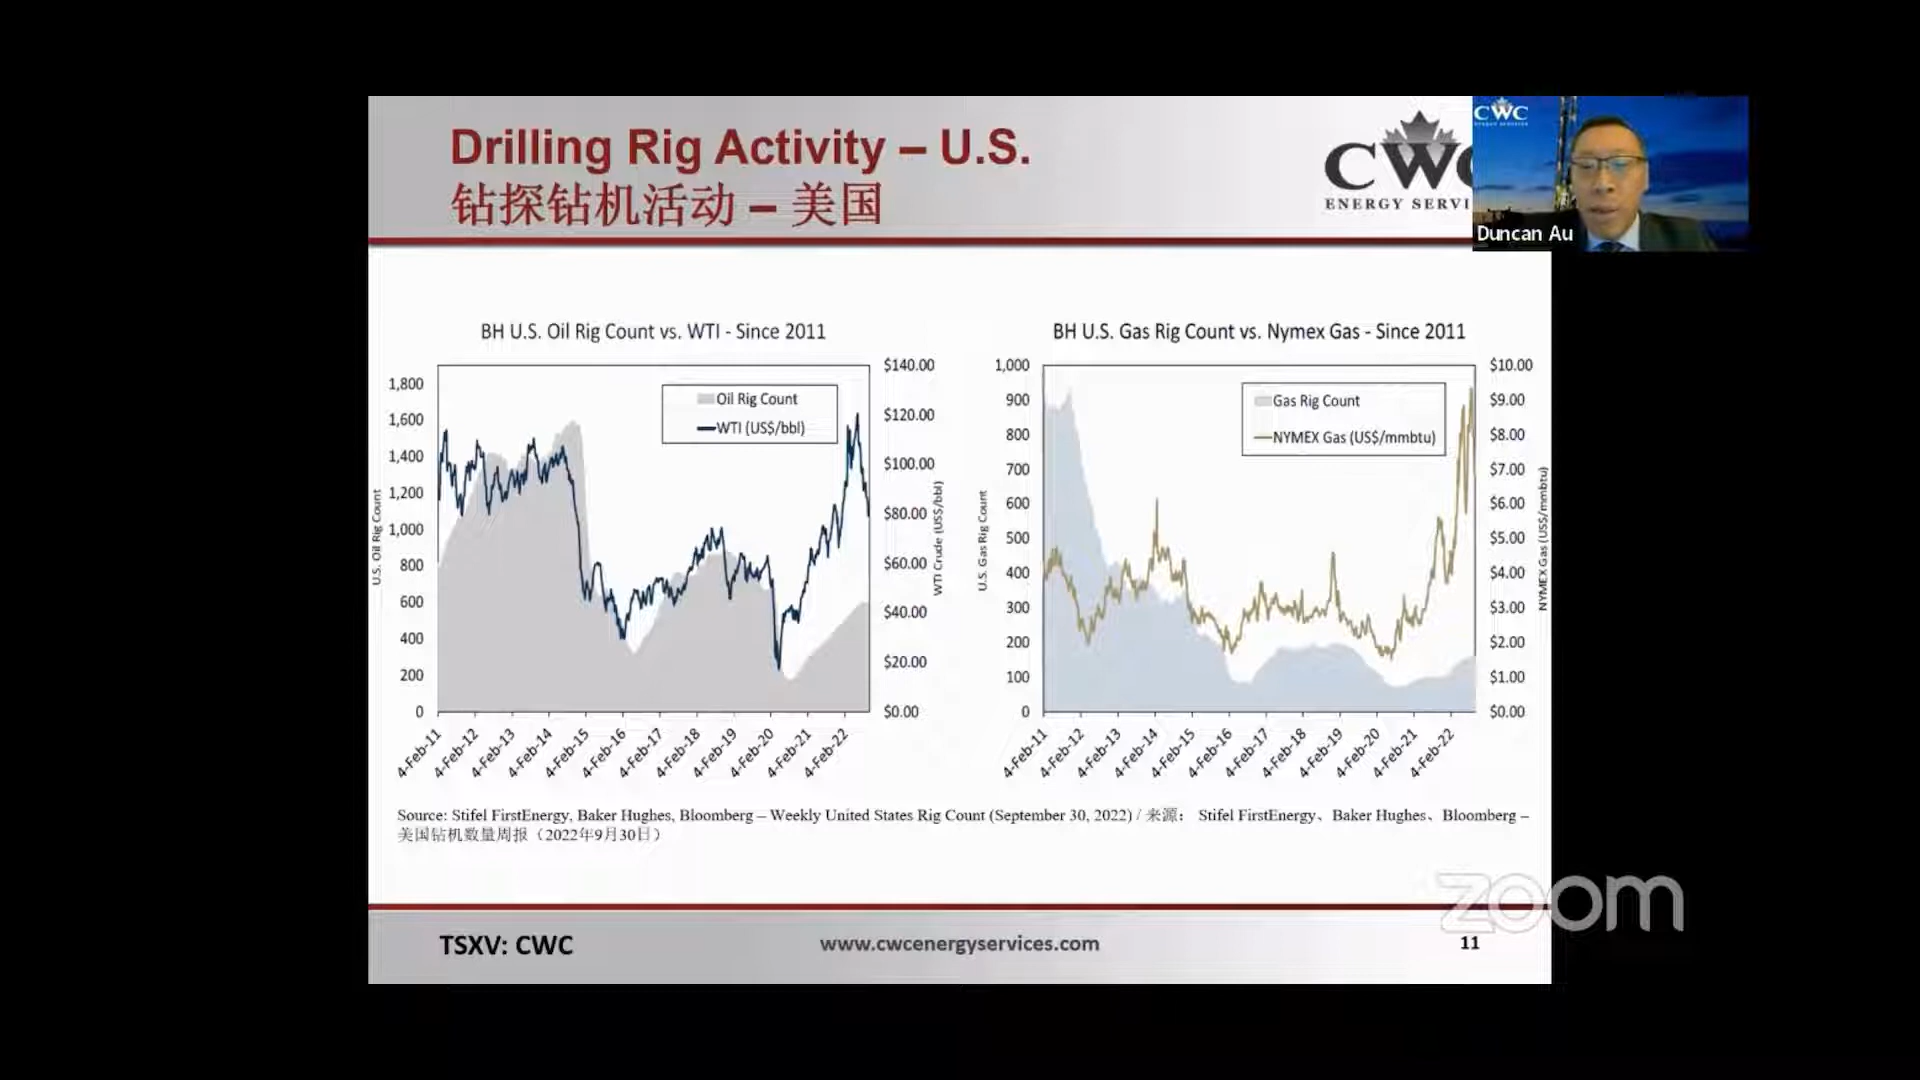 Drilling Rig Activity – U.S.
钻探钻机活动 – 美国
CWC
ENERGY SERVI
CWC
Duncan Au
BH U.S. Oil Rig Count vs. WTI - Since 2011
Oil Rig Count
WTI (US$/bbl)
U.S. Oil Rig Count
1,800
1,600
1,400
1,200
1,000
800
600
400
200
0
$140.00
$120.00
$100.00
$80.00
$60.00
$40.00
$20.00
$0.00
WTI Crude (US$/bbl)
4-Feb-11
4-Feb-12
4-Feb-13
4-Feb-14
4-Feb-15
4-Feb-16
4-Feb-17
4-Feb-18
4-Feb-19
4-Feb-20
4-Feb-21
4-Feb-22
BH U.S. Gas Rig Count vs. Nymex Gas - Since 2011
Gas Rig Count
NYMEX Gas (US$/mmbtu)
U.S. Gas Rig Count
1,000
900
800
700
600
500
400
300
200
100
0
$10.00
$9.00
$8.00
$7.00
$6.00
$5.00
$4.00
$3.00
$2.00
$1.00
$0.00
NYMEX Gas (US$/mmbtu)
4-Feb-11
4-Feb-12
4-Feb-13
4-Feb-14
4-Feb-15
4-Feb-16
4-Feb-17
4-Feb-18
4-Feb-19
4-Feb-20
4-Feb-21
4-Feb-22
Source: Stifel FirstEnergy, Baker Hughes, Bloomberg – Weekly United States Rig Count (September 30, 2022) / 来源： Stifel FirstEnergy、Baker Hughes、Bloomberg –
美国钻机数量周报（2022年9月30日）
zoom
TSXV: CWC
www.cwcenergyservices.com
11